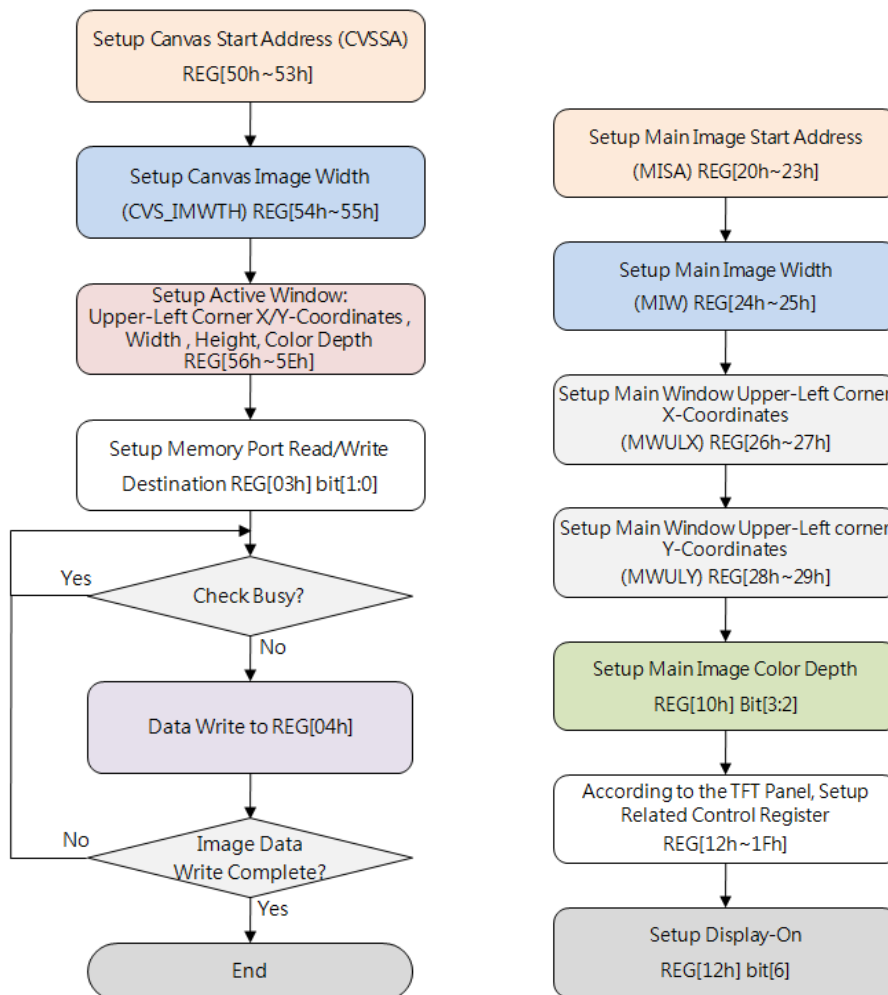 Setup Canvas Start Address (CVSSA)
REG[50h~53h]
Setup Canvas Image Width
(CVS_IMWTH) REG[54h~55h]
Setup Active Window:
Upper-Left Corner X/Y-Coordinates ,
Width , Height, Color Depth
REG[56h~5Eh]
Setup Memory Port Read/Write
Destination REG[03h] bit[1:0]
Yes
Check Busy?
No
Data Write to REG[04h]
No
Image Data
Write Complete?
Yes
End
Setup Main Image Start Address
(MISA) REG[20h~23h]
Setup Main Image Width
(MIW) REG[24h~25h]
Setup Main Window Upper-Left Corner
X-Coordinates
(MWULX) REG[26h~27h]
Setup Main Window Upper-Left corner
Y-Coordinates
(MWULY) REG[28h~29h]
Setup Main Image Color Depth
REG[10h] Bit[3:2]
According to the TFT Panel, Setup
Related Control Register
REG[12h~1Fh]
Setup Display-On
REG[12h] bit[6]